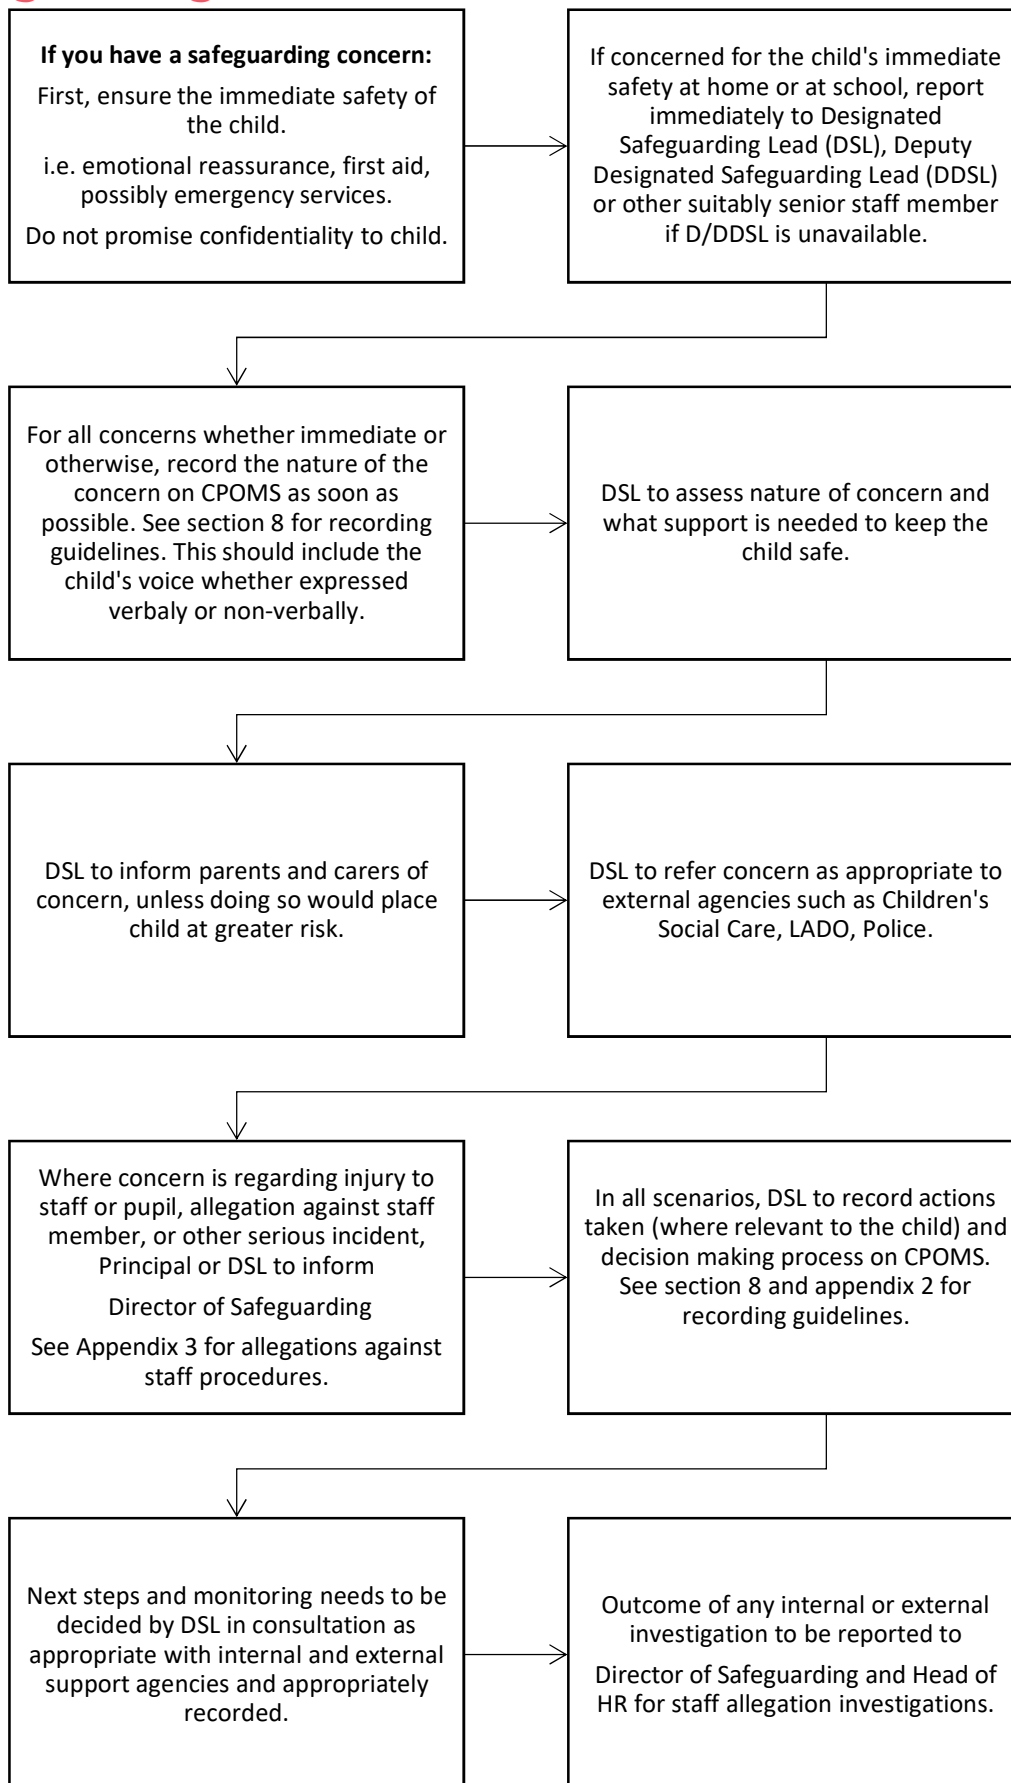 If you have a safeguarding concern:
First, ensure the immediate safety of
the child.
i.e. emotional reassurance, first aid,
possibly emergency services.
Do not promise confidentiality to child.
If concerned for the child's immediate
safety at home or at school, report
immediately to Designated
Safeguarding Lead (DSL), Deputy
Designated Safeguarding Lead (DDSL)
or other suitably senior staff member
if D/DDSL is unavailable.
For all concerns whether immediate or
otherwise, record the nature of the
concern on CPOMS as soon as
possible. See section 8 for recording
guidelines. This should include the
child's voice whether expressed
verbaly or non-verbally.
DSL to assess nature of concern and
what support is needed to keep the
child safe.
DSL to inform parents and carers of
concern, unless doing so would place
child at greater risk.
DSL to refer concern as appropriate to
external agencies such as Children's
Social Care, LADO, Police.
Where concern is regarding injury to
staff or pupil, allegation against staff
member, or other serious incident,
Principal or DSL to inform
Director of Safeguarding
See Appendix 3 for allegations against
staff procedures.
In all scenarios, DSL to record actions
taken (where relevant to the child) and
decision making process on CPOMS.
See section 8 and appendix 2 for
recording guidelines.
Next steps and monitoring needs to be
decided by DSL in consultation as
appropriate with internal and external
support agencies and appropriately
recorded.
Outcome of any internal or external
investigation to be reported to
Director of Safeguarding and Head of
HR for staff allegation investigations.